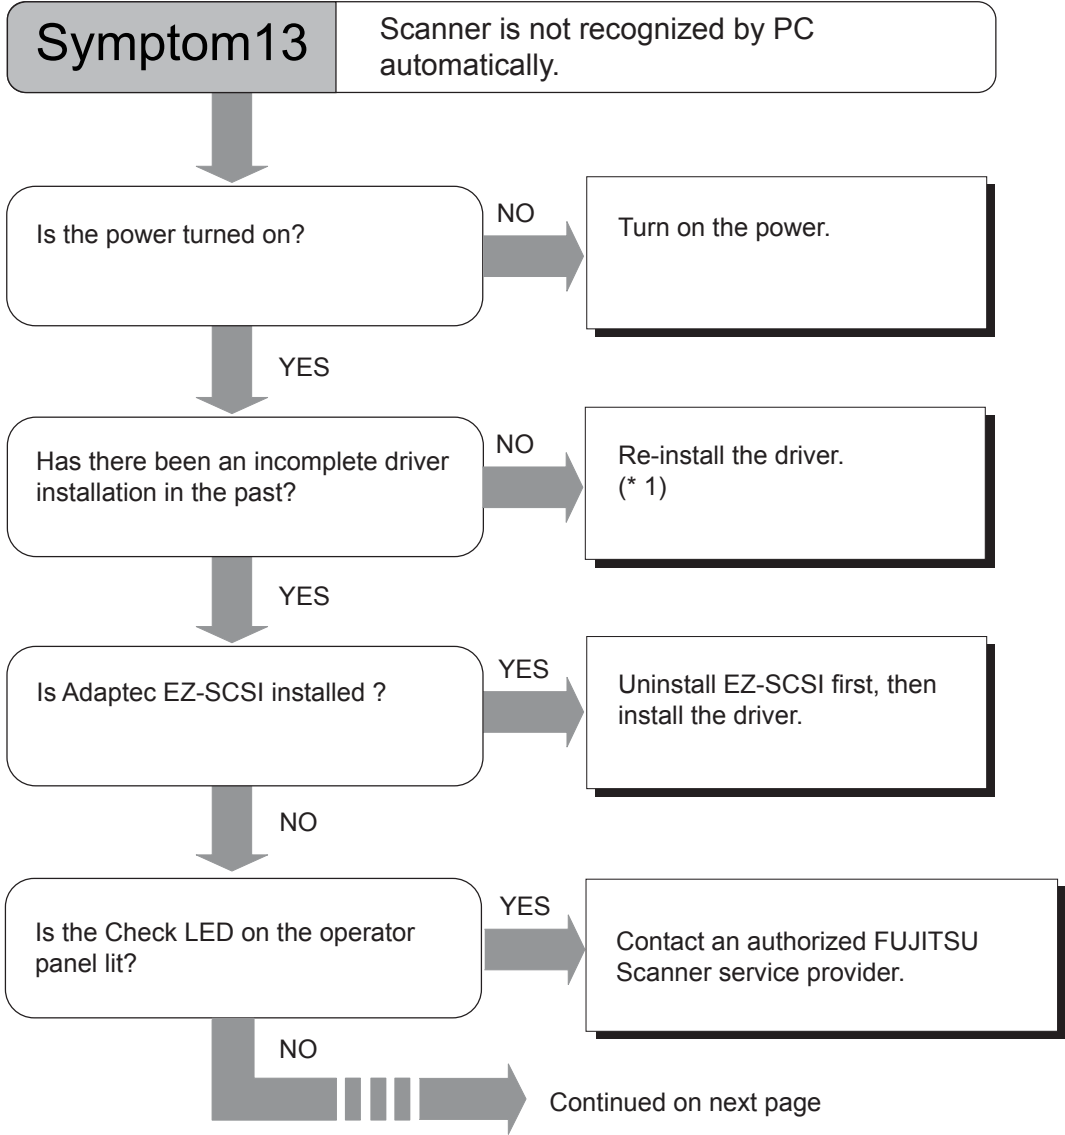 Symptom13
Scanner is not recognized by PC
automatically.
Is the power turned on?
NO
Turn on the power.
YES
Has there been an incomplete driver
installation in the past?
NO
Re-install the driver.
(* 1)
YES
Is Adaptec EZ-SCSI installed ?
YES
Uninstall EZ-SCSI first, then
install the driver.
NO
Is the Check LED on the operator
panel lit?
YES
Contact an authorized FUJITSU
Scanner service provider.
NO
Continued on next page